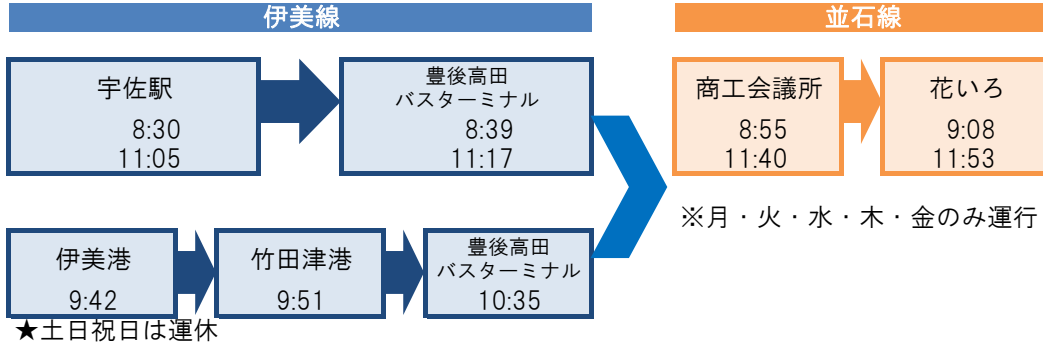 伊美線
並石線
宇佐駅
8:30
11:05
豊後高田
バスターミナル
8:39
11:17
商工会議所
8:55
11:40
花いろ
9:08
11:53
※月・火・水・木・金のみ運行
伊美港
9:42
竹田津港
9:51
豊後高田
バスターミナル
10:35
★土日祝日は運休